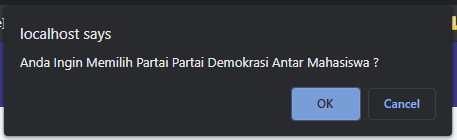 localhost says
Anda Ingin Memilih Partai Partai Demokrasi Antar Mahasiswa ?
OK
Cancel